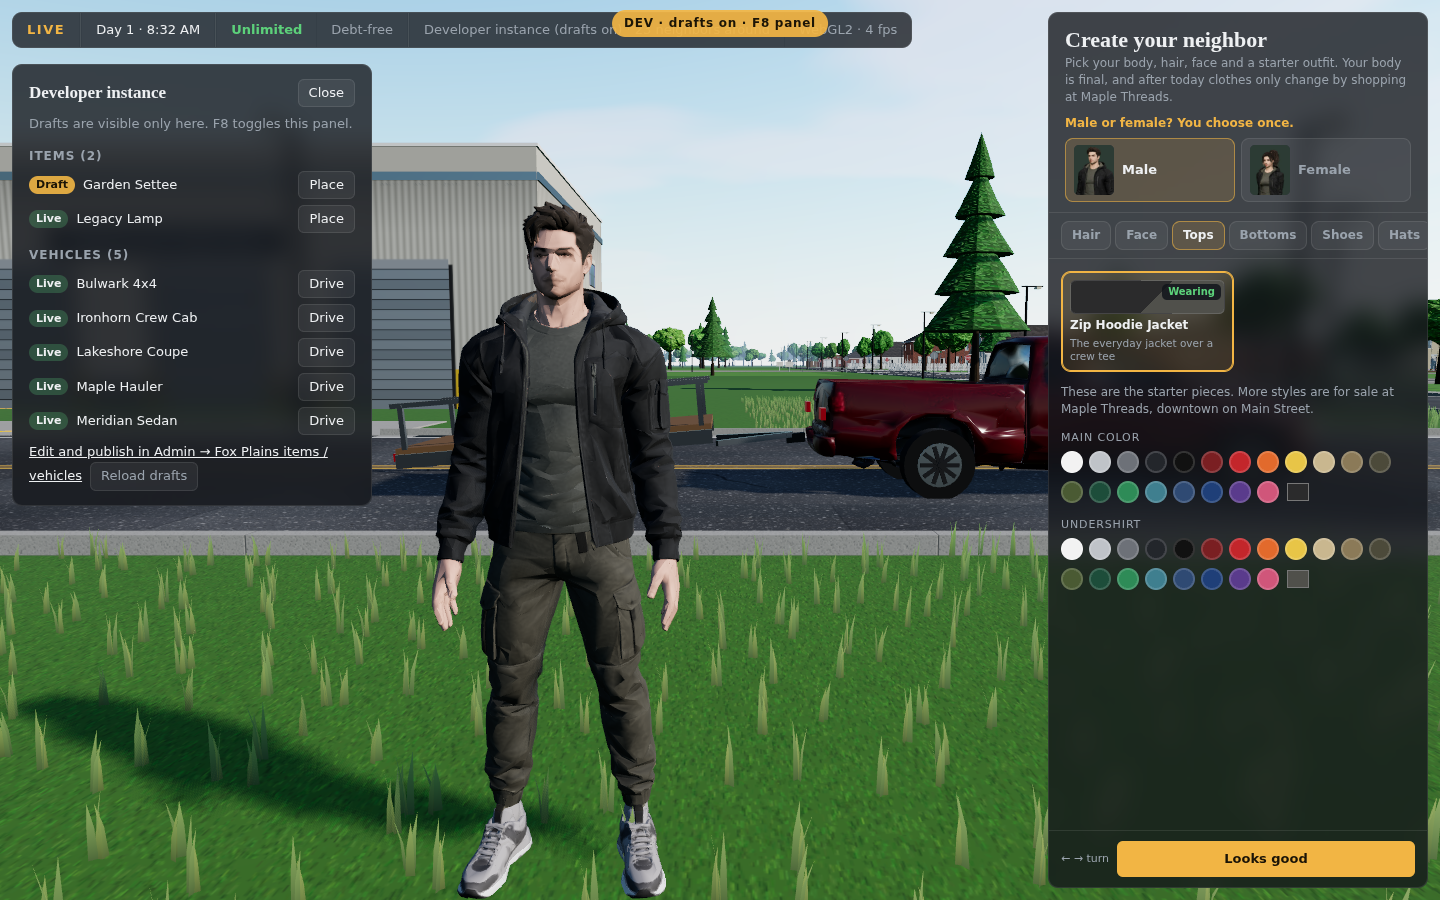 LIVE
Day 1 · 8:32 AM
Unlimited
Debt-free
Developer instance (drafts
GL2 · 4 fps
DEV · drafts on · F8 panel
Developer instance
Close
Drafts are visible only here. F8 toggles this panel.
ITEMS (2)
Draft Garden Settee Place
Live Legacy Lamp Place
VEHICLES (5)
Live Bulwark 4x4 Drive
Live Ironhorn Crew Cab Drive
Live Lakeshore Coupe Drive
Live Maple Hauler Drive
Live Meridian Sedan Drive
Edit and publish in Admin → Fox Plains items /
vehicles Reload drafts
Create your neighbor
Pick your body, hair, face and a starter outfit. Your body
is final, and after today clothes only change by shopping
at Maple Threads.
Male or female? You choose once.
Male Female
Hair Face Tops Bottoms Shoes Hats
Wearing
Zip Hoodie Jacket
The everyday jacket over a
crew tee
These are the starter pieces. More styles are for sale at
Maple Threads, downtown on Main Street.
MAIN COLOR
UNDERSHIRT
← → turn Looks good